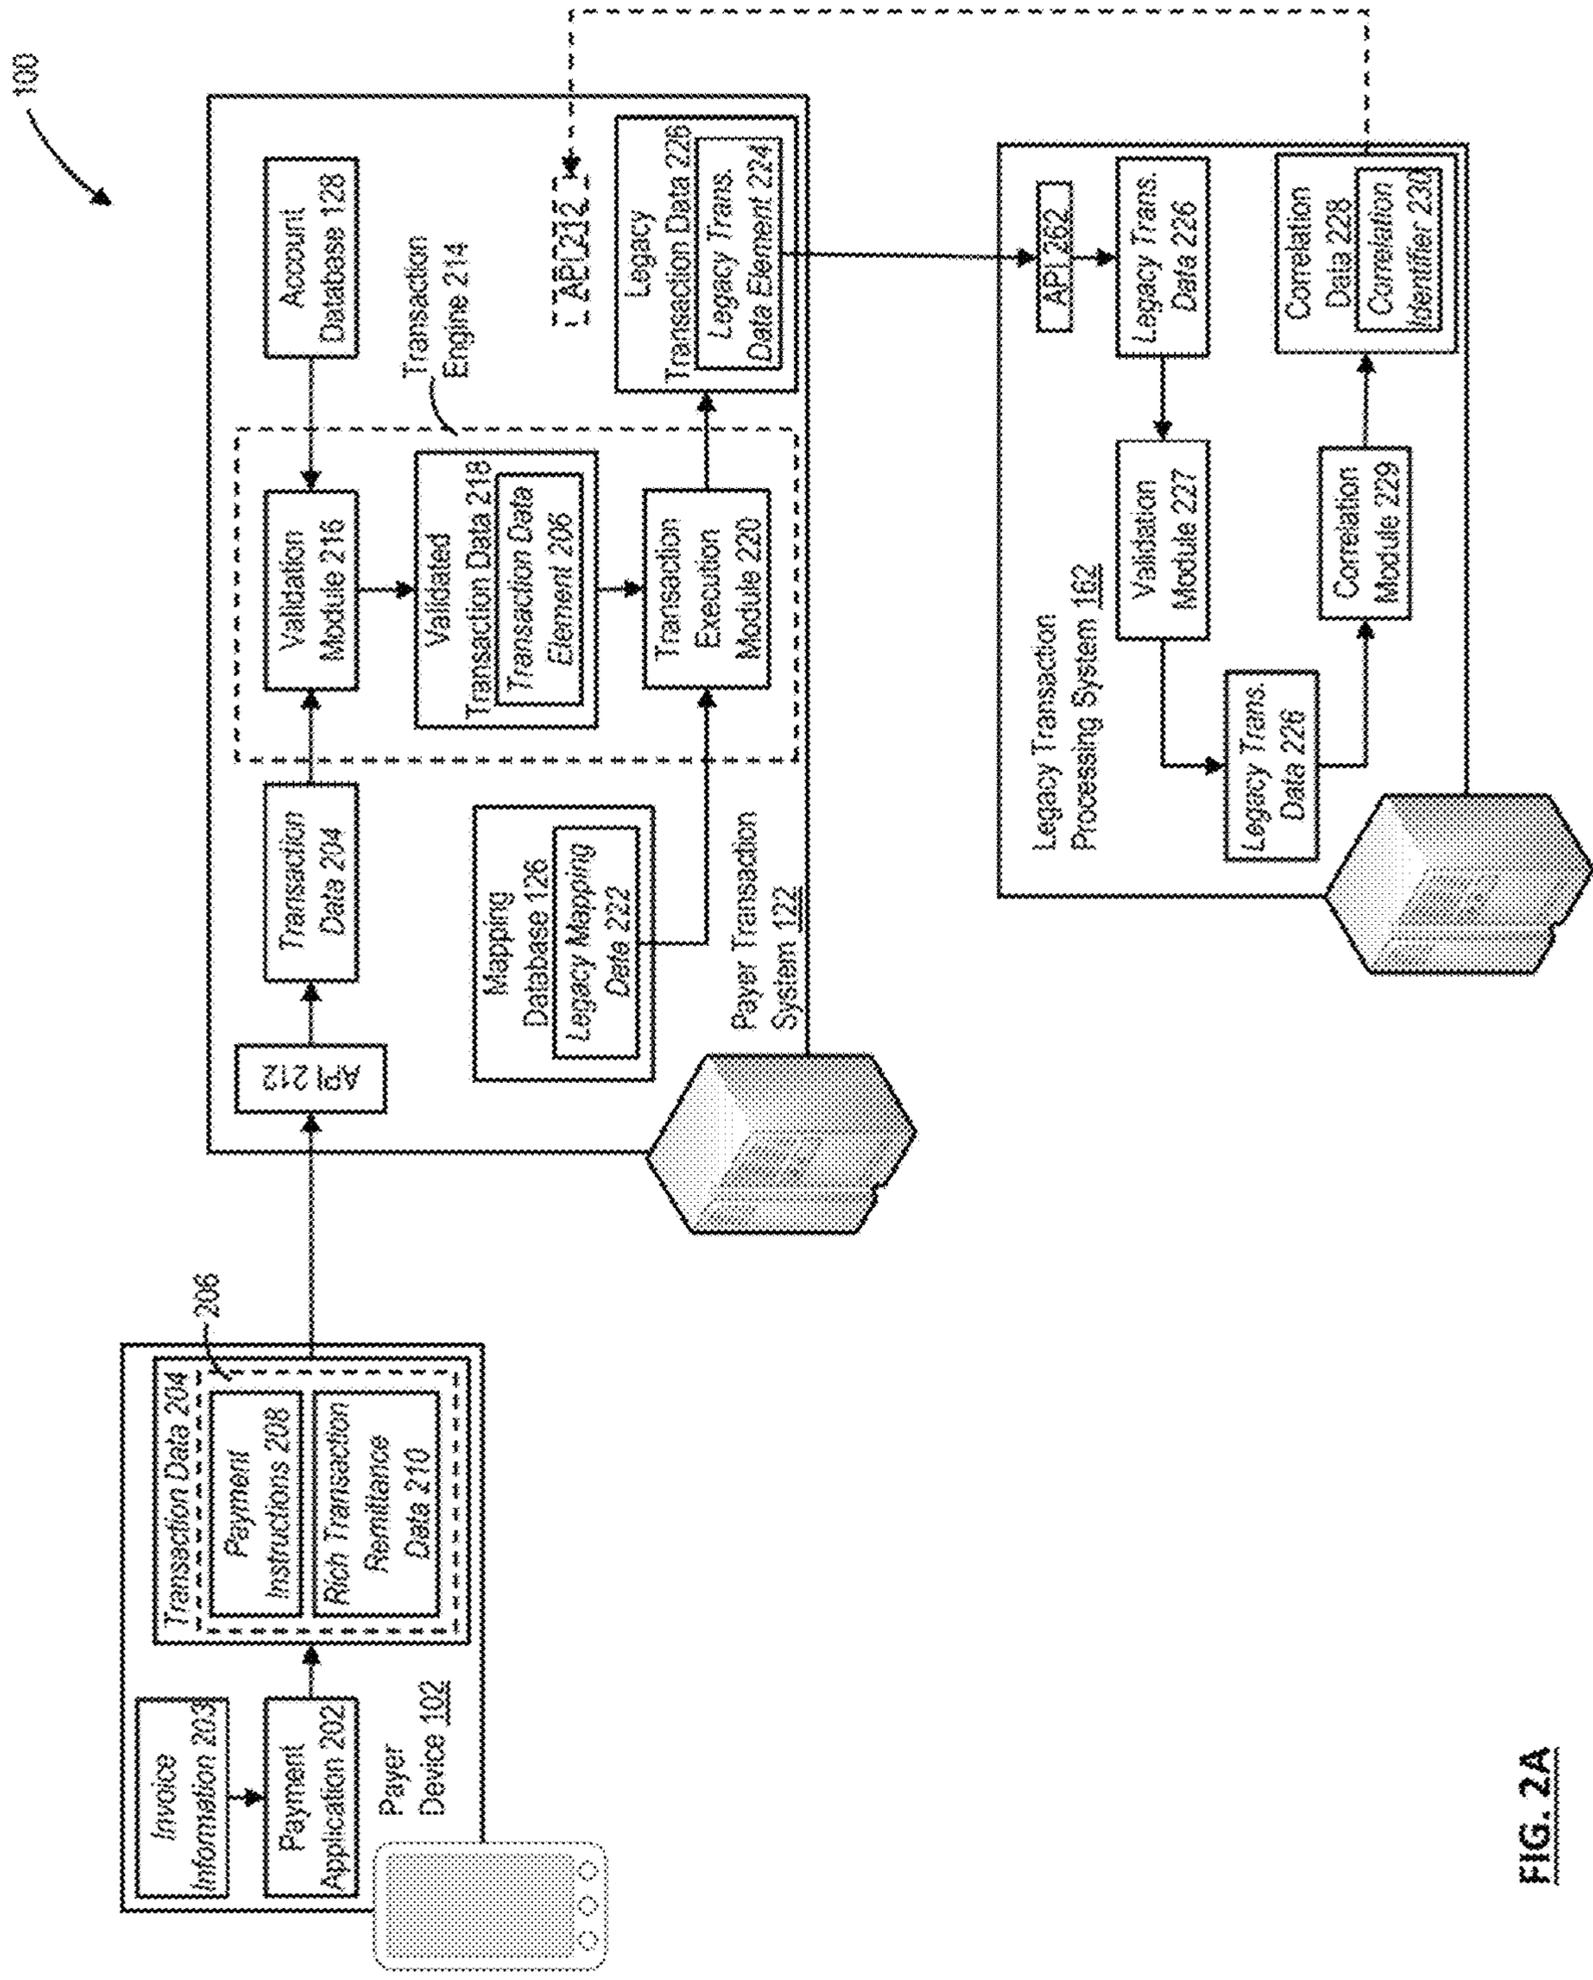 100
Invoice
Information 203
Payment
Application 202
Payer
Device 102
Transaction Data 204
206
Payment
Instructions 208
Rich Transaction
Remittance
Data 210
API 212
Transaction
Data 204
Validation
Module 216
Account
Database 128
Mapping
Database 126
Legacy Mapping
Data 222
Validated
Transaction Data 218
Transaction Data
Element 206
Transaction
Engine 214
Transaction
Execution
Module 220
API 212
Legacy
Transaction Data 226
Legacy Trans.
Data Element 224
Payer Transaction
System 122
Legacy Transaction
Processing System 162
API 262
Legacy Trans.
Data 226
Validation
Module 227
Legacy Trans.
Data 226
Correlation
Module 229
Correlation
Data 228
Correlation
Identifier 230
FIG. 2A